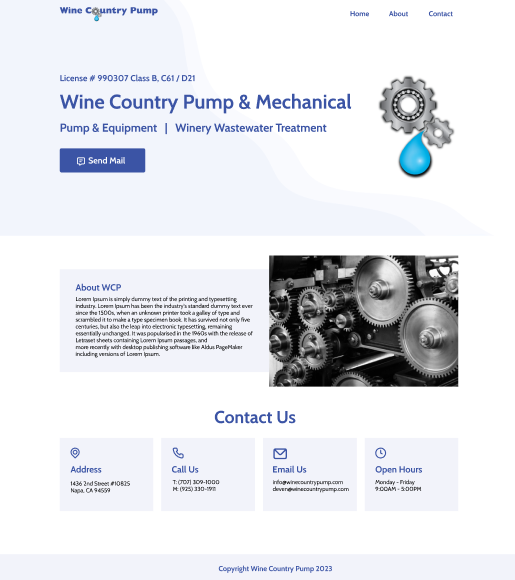 Wine Country Pump
Home About Contact
License # 990307 Class B, C61 / D21
Wine Country Pump & Mechanical
Pump & Equipment | Winery Wastewater Treatment
Send Mail
About WCP
Lorem Ipsum is simply dummy text of the printing and typesetting
industry. Lorem Ipsum has been the industry's standard dummy text ever
since the 1500s, when an unknown printer took a galley of type and
scrambled it to make a type specimen book. It has survived not only five
centuries, but also the leap into electronic typesetting, remaining
essentially unchanged. It was popularised in the 1960s with the release of
Letraset sheets containing Lorem Ipsum passages, and
more recently with desktop publishing software like Aldus PageMaker
including versions of Lorem Ipsum.
Contact Us
Address
1436 2nd Street #10825
Napa, CA 94559
Call Us
T: (707) 309-1000
M: (925) 330-1911
Email Us
info@winecountrypump.com
deven@winecountrypump.com
Open Hours
Monday - Friday
9:00AM - 5:00PM
Copyright Wine Country Pump 2023